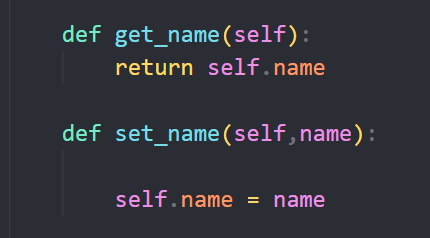 def get_name(self):
    return self.name
def set_name(self,name):
    self.name = name